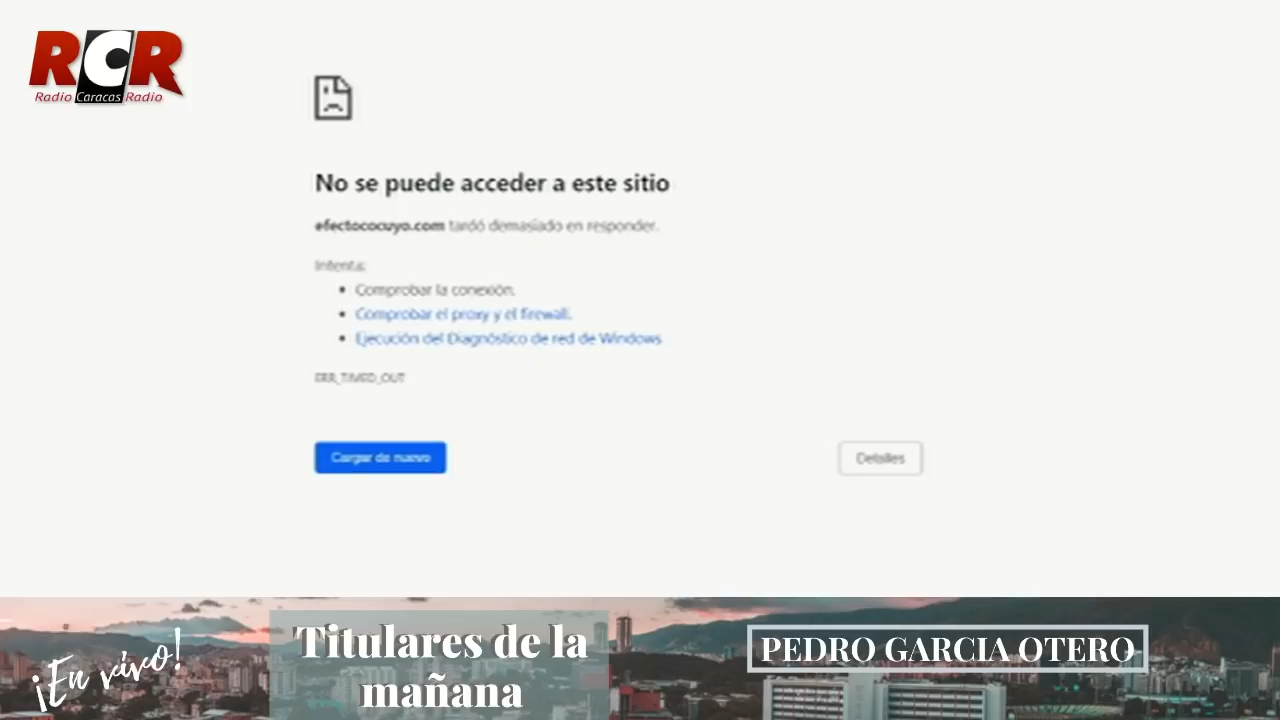 RCR
Radio Caracas Radio
No se puede acceder a este sitio
efectococuyo.com tardó demasiado en responder.
Intenta:
Comprobar la conexión.
Comprobar el proxy y el firewall.
Ejecución del Diagnóstico de red de Windows
ERR_TIMED_OUT
Cargar de nuevo
Detalles
¡En vivo!
Titulares de la
mañana
PEDRO GARCIA OTERO